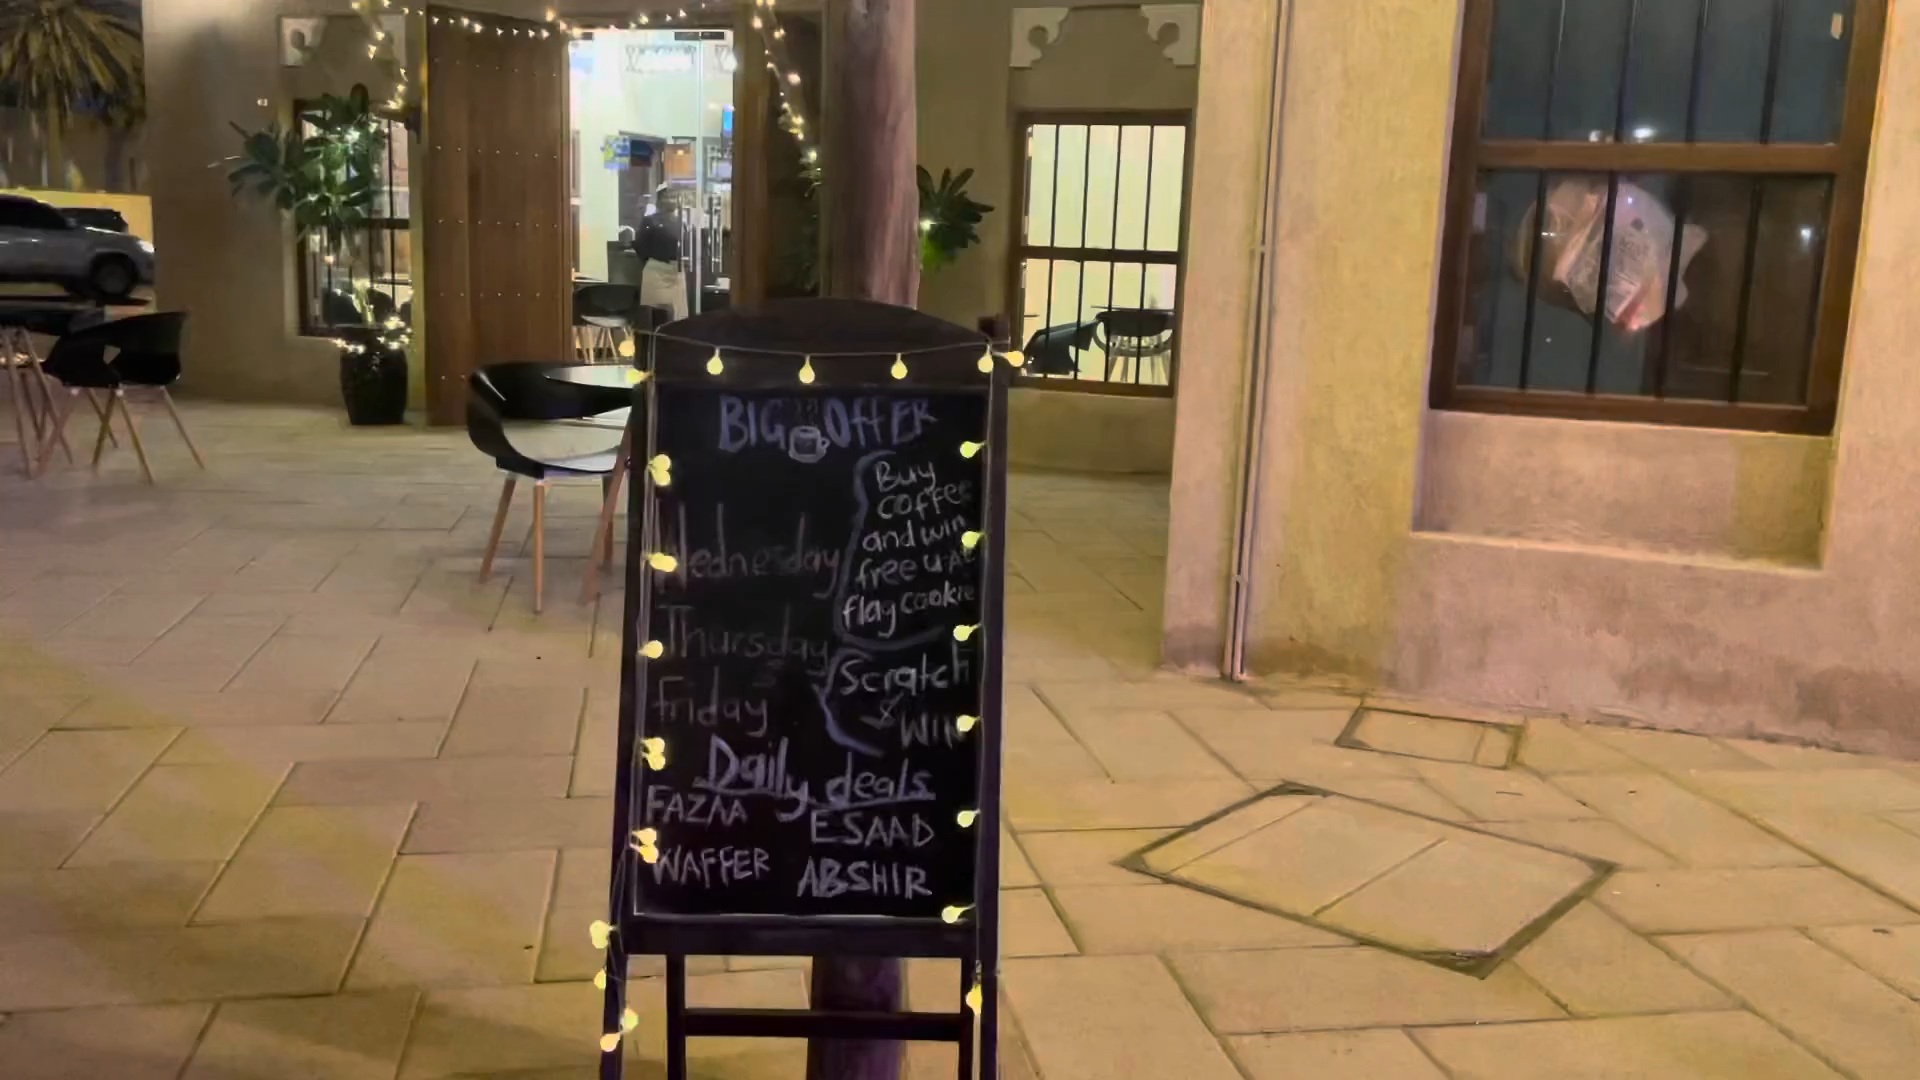 BIG OffER
Buy
coffee
and win
free U.AE
flag cookie
Wednesday
Thursday
friday
Scratch
&
WIN
Daily deals
FAZAA
ESAAD
WAFFER
ABSHIR